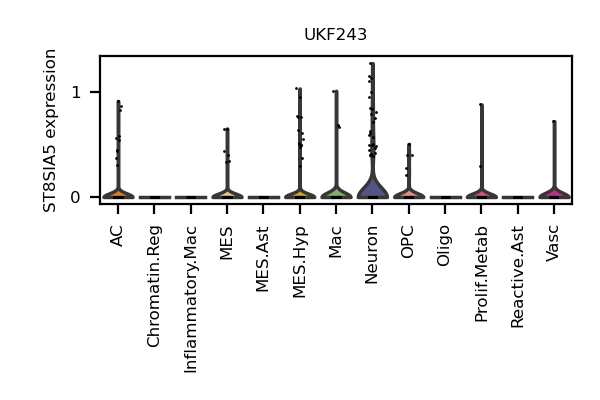 UKF243
ST8SIA5 expression
1
0
AC
Chromatin.Reg
Inflammatory.Mac
MES
MES.Ast
MES.Hyp
Mac
Neuron
OPC
Oligo
Prolif.Metab
Reactive.Ast
Vasc